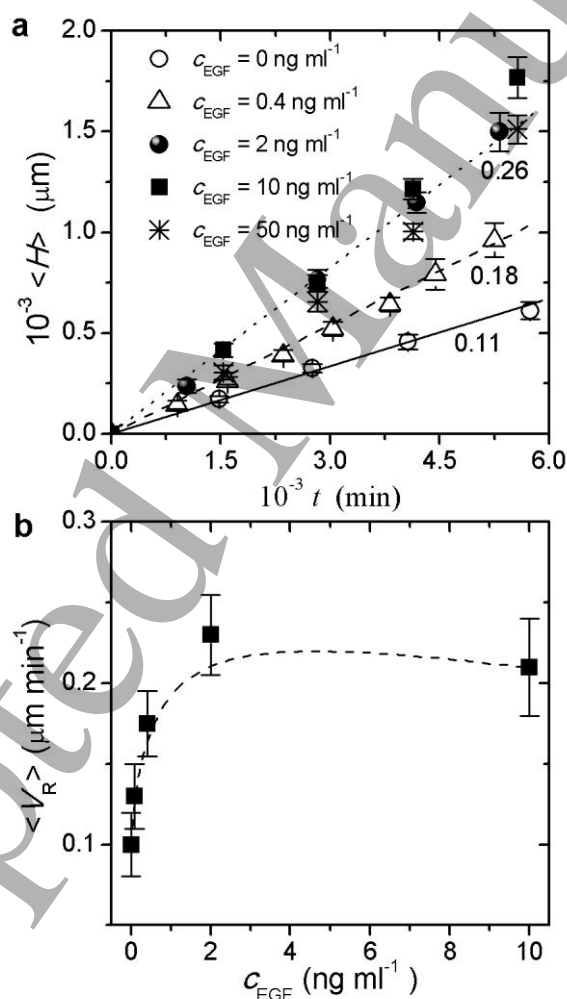 a
2.0
1.5
1.0
0.5
0.0
10⁻³ <H> (μm)
c_EGF = 0 ng ml⁻¹
c_EGF = 0.4 ng ml⁻¹
c_EGF = 2 ng ml⁻¹
c_EGF = 10 ng ml⁻¹
c_EGF = 50 ng ml⁻¹
0.26
0.18
0.11
0.0 1.5 3.0 4.5 6.0
10⁻³ t (min)
b
0.3
0.2
0.1
<V_R> (μm min⁻¹)
0 2 4 6 8 10
c_EGF (ng ml⁻¹)
pted Manu